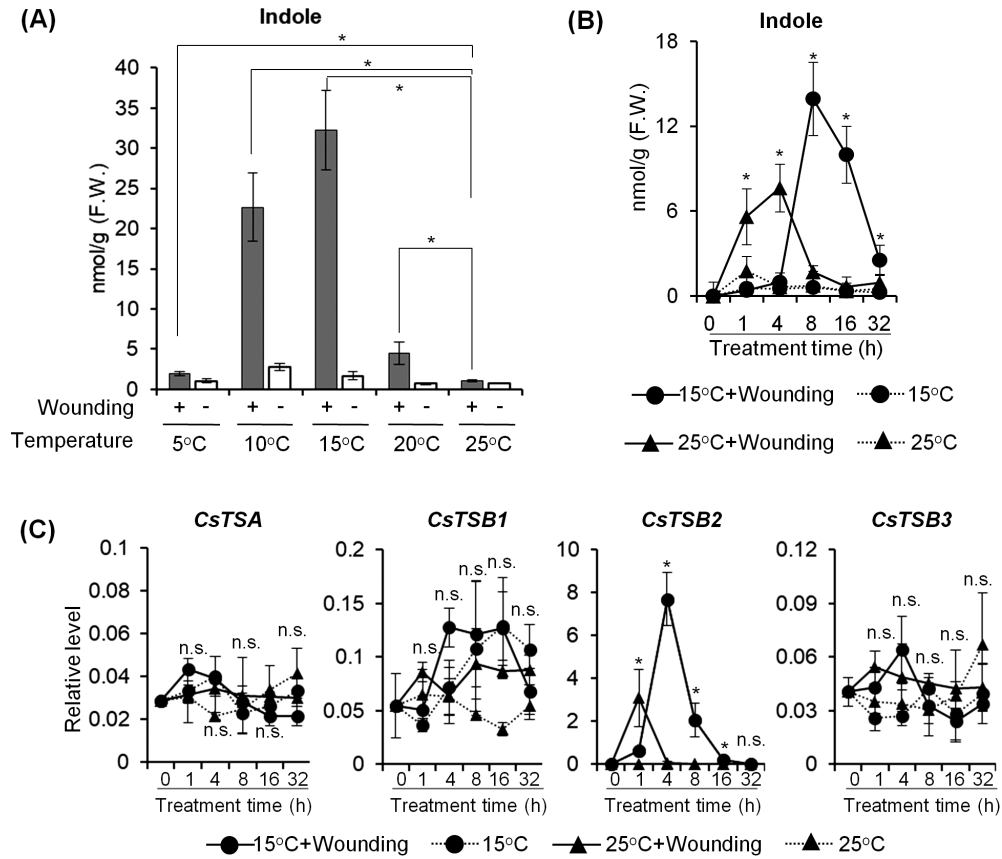 (A)
Indole
*
*
*
*
nmol/g (F.W.)
40
35
30
25
20
15
10
5
0
Wounding + - + - + - + - + -
Temperature 5°C 10°C 15°C 20°C 25°C
(B)
Indole
nmol/g (F.W.)
18
12
6
0
* * * * *
0 1 4 8 16 32
Treatment time (h)
15°C+Wounding 15°C
25°C+Wounding 25°C
(C)
CsTSA
Relative level
0.1
0.08
0.06
0.04
0.02
0
n.s. n.s. n.s. n.s. n.s.
0 1 4 8 16 32
Treatment time (h)
CsTSB1
0.2
0.15
0.1
0.05
0
n.s. n.s. n.s. n.s. n.s.
0 1 4 8 16 32
Treatment time (h)
CsTSB2
10
8
6
4
2
0
* * * * n.s.
0 1 4 8 16 32
Treatment time (h)
CsTSB3
0.12
0.09
0.06
0.03
0
n.s. n.s. n.s. n.s.
0 1 4 8 16 32
Treatment time (h)
15°C+Wounding 15°C 25°C+Wounding 25°C